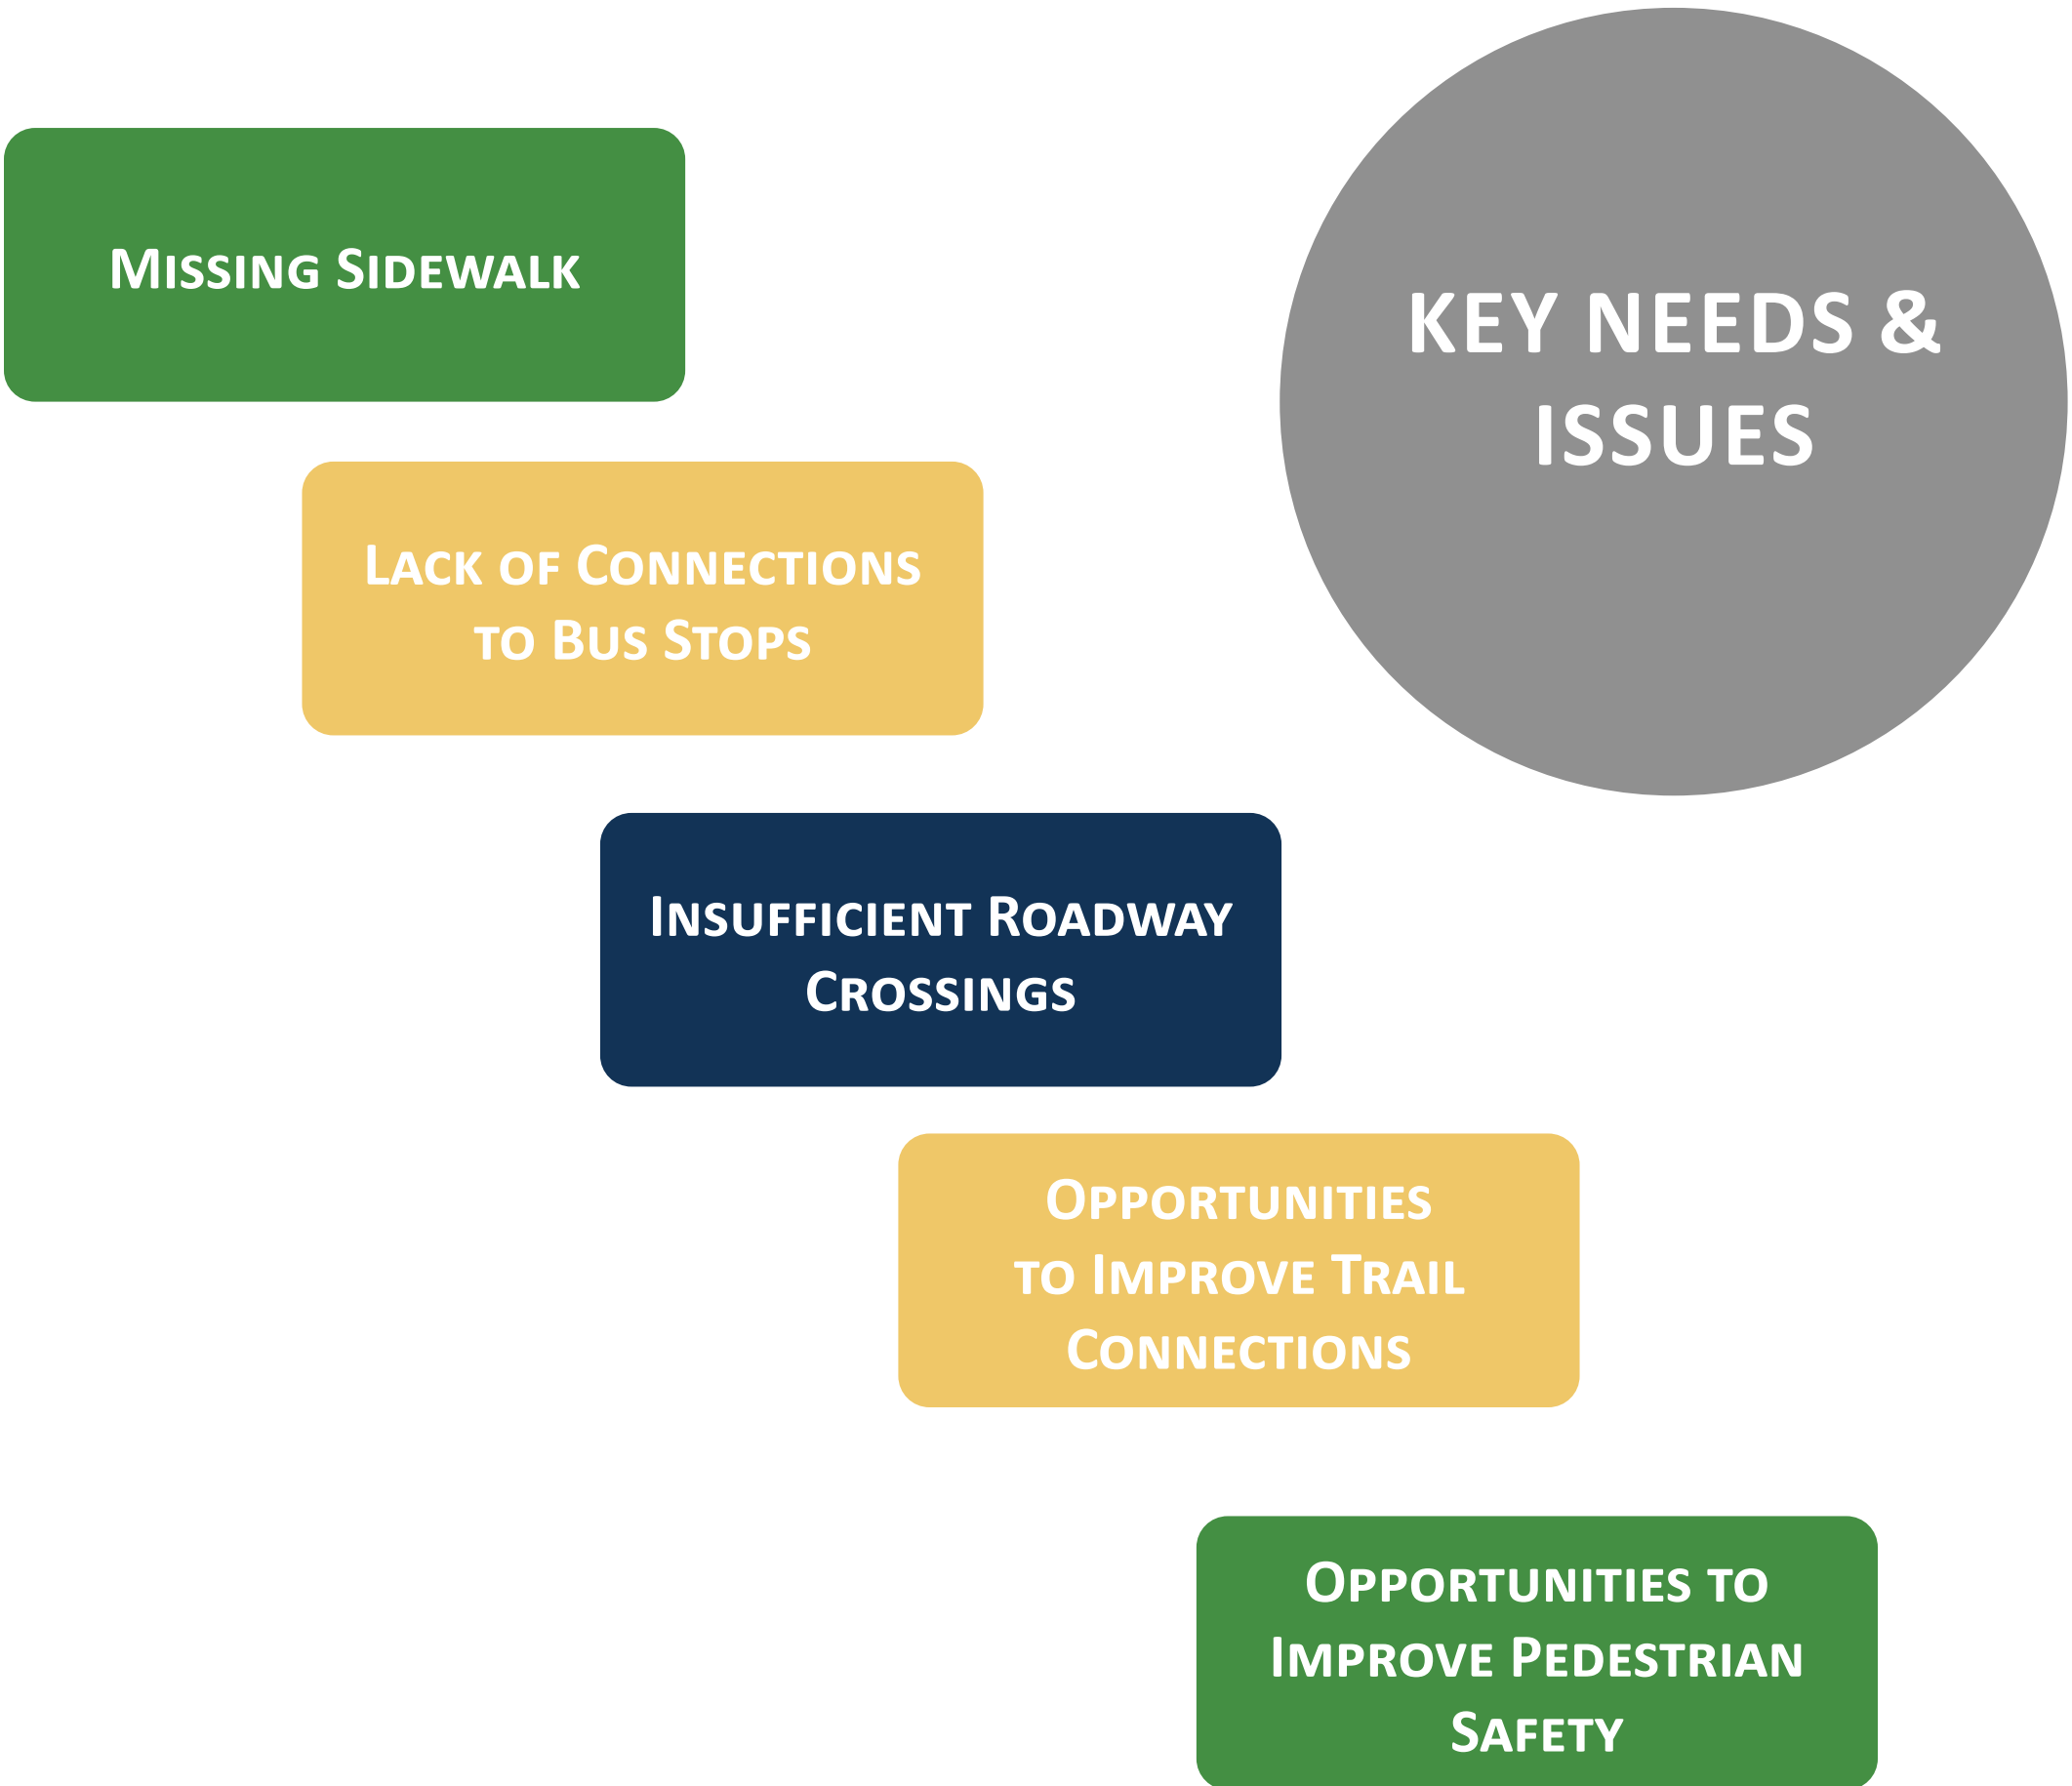 Missing Sidewalk
KEY NEEDS &
ISSUES
Lack of Connections
to Bus Stops
Insufficient Roadway
Crossings
Opportunities
to Improve Trail
Connections
Opportunities to
Improve Pedestrian
Safety